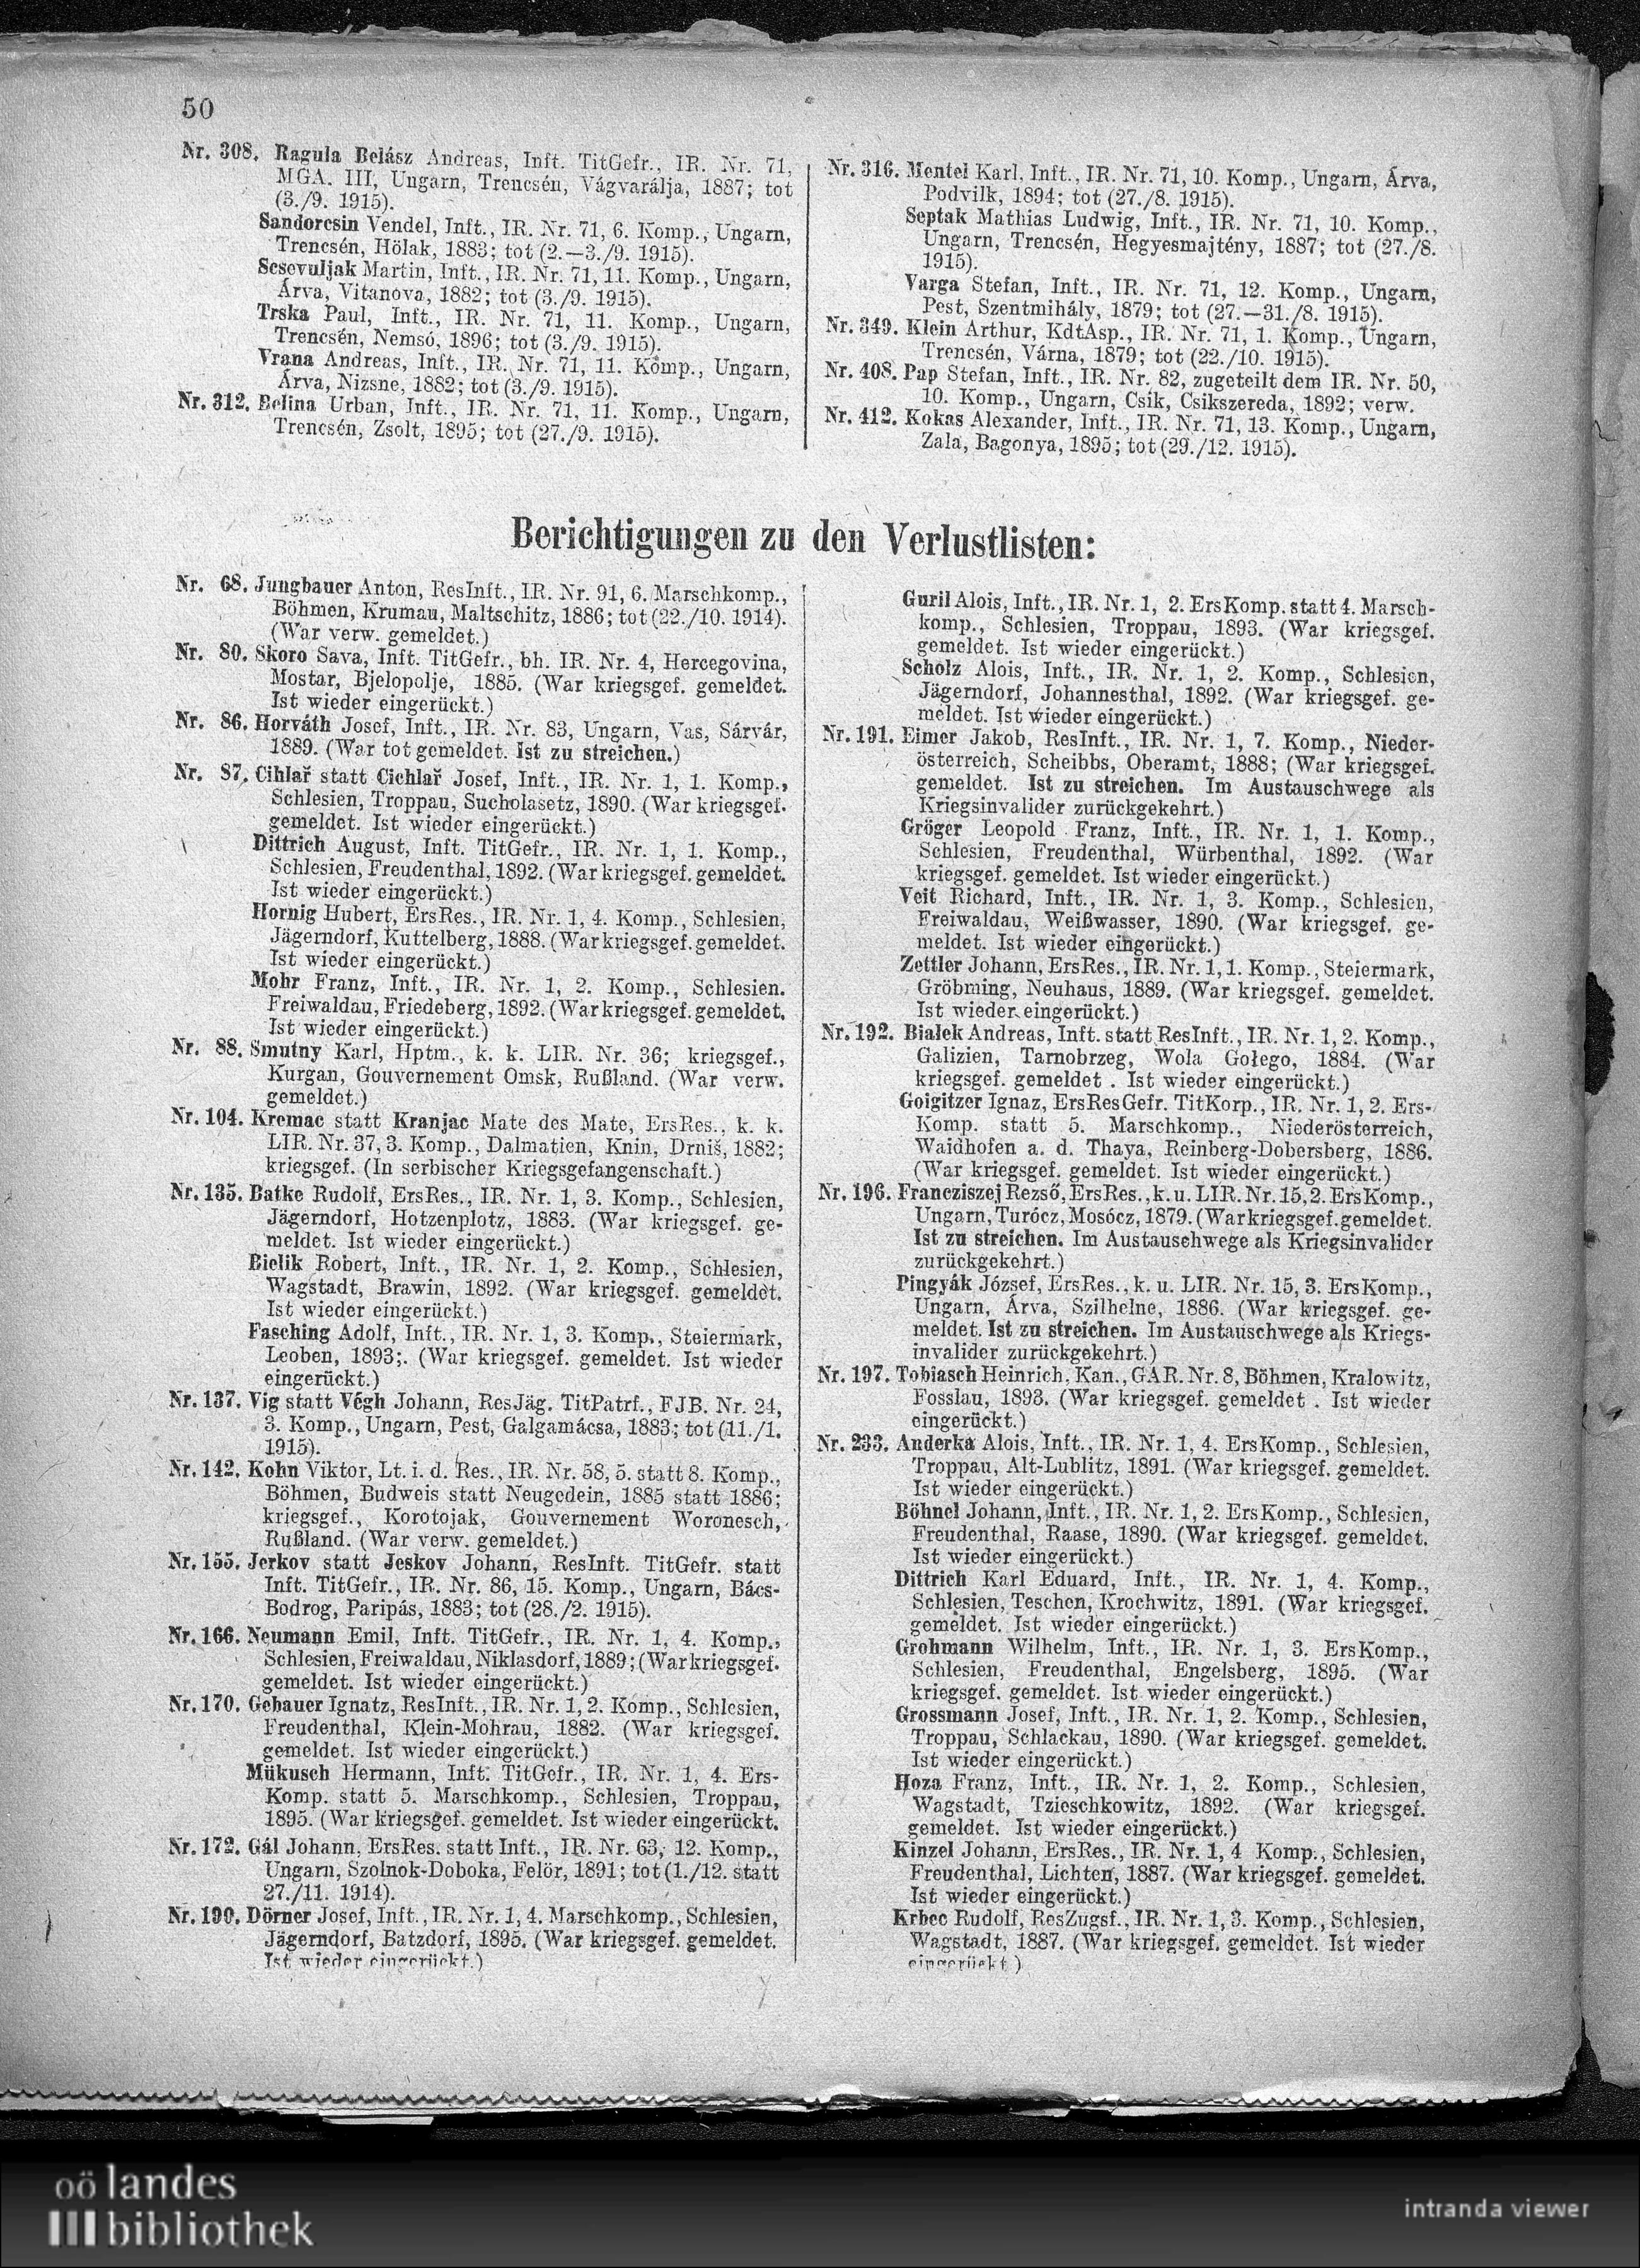 50
Nr. 308. Ragula Belász Andreas, Inft. TitGefr., IR. Nr. 71,
MGA. III, Ungarn, Trencsén, Vágvarálja, 1887; tot
(3./9. 1915).
Sandorcsin Vendel, Inft., IR. Nr. 71, 6. Komp., Ungarn,
Trencsén, Hölak, 1883; tot (2.—3./9. 1915).
Scsevuljak Martin, Inft., IR. Nr. 71, 11. Komp., Ungarn,
Árva, Vitanova, 1882; tot (3./9. 1915).
Trska Paul, Inft., IR. Nr. 71, 11. Komp., Ungarn,
Trencsén, Nemsó, 1896; tot (3./9. 1915).
Vrana Andreas, Inft., IR. Nr. 71, 11. Komp., Ungarn,
Árva, Nizsne, 1882; tot (3./9. 1915).
Nr. 312. Belina Urban, Inft., IR. Nr. 71, 11. Komp., Ungarn,
Trencsén, Zsolt, 1895; tot (27./9. 1915).
Nr. 316. Mentel Karl, Inft., IR. Nr. 71, 10. Komp., Ungarn, Árva,
Podvilk, 1894; tot (27./8. 1915).
Septak Mathias Ludwig, Inft., IR. Nr. 71, 10. Komp.,
Ungarn, Trencsén, Hegyesmajtény, 1887; tot (27./8.
1915).
Varga Stefan, Inft., IR. Nr. 71, 12. Komp., Ungarn,
Pest, Szentmihály, 1879; tot (27.—31./8. 1915).
Nr. 349. Klein Arthur, KdtAsp., IR. Nr. 71, 1. Komp., Ungarn,
Trencsén, Várna, 1879; tot (22./10. 1915).
Nr. 408. Pap Stefan, Inft., IR. Nr. 82, zugeteilt dem IR. Nr. 50,
10. Komp., Ungarn, Csik, Csikszereda, 1892; verw.
Nr. 412. Kokas Alexander, Inft., IR. Nr. 71, 13. Komp., Ungarn,
Zala, Bagonya, 1895; tot (29./12. 1915).
Berichtigungen zu den Verlustlisten:
Nr. 68. Jungbauer Anton, ResInft., IR. Nr. 91, 6. Marschkomp.,
Böhmen, Krumau, Maltschitz, 1886; tot (22./10. 1914).
(War verw. gemeldet.)
Nr. 80. Skoro Sava, Inft. TitGefr., bh. IR. Nr. 4, Hercegovina,
Mostar, Bjelopolje, 1885. (War kriegsgef. gemeldet.
Ist wieder eingerückt.)
Nr. 86. Horváth Josef, Inft., IR. Nr. 83, Ungarn, Vas, Sárvár,
1889. (War tot gemeldet. Ist zu streichen.)
Nr. 87. Cihlař statt Cichlař Josef, Inft., IR. Nr. 1, 1. Komp.,
Schlesien, Troppau, Sucholasetz, 1890. (War kriegsgef.
gemeldet. Ist wieder eingerückt.)
Dittrich August, Inft. TitGefr., IR. Nr. 1, 1. Komp.,
Schlesien, Freudenthal, 1892. (War kriegsgef. gemeldet.
Ist wieder eingerückt.)
Hornig Hubert, ErsRes., IR. Nr. 1, 4. Komp., Schlesien,
Jägerndorf, Kuttelberg, 1888. (War kriegsgef. gemeldet.
Ist wieder eingerückt.)
Mohr Franz, Inft., IR. Nr. 1, 2. Komp., Schlesien.
Freiwaldau, Friedeberg, 1892. (War kriegsgef. gemeldet.
Ist wieder eingerückt.)
Nr. 88. Smutny Karl, Hptm., k. k. LIR. Nr. 36; kriegsgef.,
Kurgan, Gouvernement Omsk, Rußland. (War verw.
gemeldet.)
Nr. 104. Kremac statt Kranjac Mate des Mate, ErsRes., k. k.
LIR. Nr. 37, 3. Komp., Dalmatien, Knin, Drniš, 1882;
kriegsgef. (In serbischer Kriegsgefangenschaft.)
Nr. 135. Batke Rudolf, ErsRes., IR. Nr. 1, 3. Komp., Schlesien,
Jägerndorf, Hotzenplotz, 1883. (War kriegsgef. ge-
meldet. Ist wieder eingerückt.)
Bielik Robert, Inft., IR. Nr. 1, 2. Komp., Schlesien,
Wagstadt, Brawin, 1892. (War kriegsgef. gemeldet.
Ist wieder eingerückt.)
Fasching Adolf, Inft., IR. Nr. 1, 3. Komp., Steiermark,
Leoben, 1893;. (War kriegsgef. gemeldet. Ist wieder
eingerückt.)
Nr. 137. Vig statt Végh Johann, ResJäg. TitPatrf., FJB. Nr. 24,
3. Komp., Ungarn, Pest, Galgamácsa, 1883; tot (11./1.
1915).
Nr. 142. Kohn Viktor, Lt. i. d. Res., IR. Nr. 58, 5. statt 8. Komp.,
Böhmen, Budweis statt Neugedein, 1885 statt 1886;
kriegsgef., Korotojak, Gouvernement Woronesch,
Rußland. (War verw. gemeldet.)
Nr. 155. Jerkov statt Jeskov Johann, ResInft. TitGefr. statt
Inft. TitGefr., IR. Nr. 86, 15. Komp., Ungarn, Bács-
Bodrog, Paripás, 1883; tot (28./2. 1915).
Nr. 166. Neumann Emil, Inft. TitGefr., IR. Nr. 1, 4. Komp.,
Schlesien, Freiwaldau, Niklasdorf, 1889; (War kriegsgef.
gemeldet. Ist wieder eingerückt.)
Nr. 170. Gebauer Ignatz, ResInft., IR. Nr. 1, 2. Komp., Schlesien,
Freudenthal, Klein-Mohrau, 1882. (War kriegsgef.
gemeldet. Ist wieder eingerückt.)
Mükusch Hermann, Inft. TitGefr., IR. Nr. 1, 4. Ers-
Komp. statt 5. Marschkomp., Schlesien, Troppau,
1895. (War kriegsgef. gemeldet. Ist wieder eingerückt.
Nr. 172. Gál Johann, ErsRes. statt Inft., IR. Nr. 63, 12. Komp.,
Ungarn, Szolnok-Doboka, Felör, 1891; tot (1./12. statt
27./11. 1914).
Nr. 190. Dörner Josef, Inft., IR. Nr. 1, 4. Marschkomp., Schlesien,
Jägerndorf, Batzdorf, 1895. (War kriegsgef. gemeldet.
Ist wieder eingerückt.)
Guril Alois, Inft., IR. Nr. 1, 2. ErsKomp. statt 4. Marsch-
komp., Schlesien, Troppau, 1893. (War kriegsgef.
gemeldet. Ist wieder eingerückt.)
Scholz Alois, Inft., IR. Nr. 1, 2. Komp., Schlesien,
Jägerndorf, Johannesthal, 1892. (War kriegsgef. ge-
meldet. Ist wieder eingerückt.)
Nr. 191. Eimer Jakob, ResInft., IR. Nr. 1, 7. Komp., Nieder-
österreich, Scheibbs, Oberamt, 1888; (War kriegsgef.
gemeldet. Ist zu streichen. Im Austauschwege als
Kriegsinvalider zurückgekehrt.)
Gröger Leopold Franz, Inft., IR. Nr. 1, 1. Komp.,
Schlesien, Freudenthal, Würbenthal, 1892. (War
kriegsgef. gemeldet. Ist wieder eingerückt.)
Veit Richard, Inft., IR. Nr. 1, 3. Komp., Schlesien,
Freiwaldau, Weißwasser, 1890. (War kriegsgef. ge-
meldet. Ist wieder eingerückt.)
Zettler Johann, ErsRes., IR. Nr. 1, 1. Komp., Steiermark,
Gröbming, Neuhaus, 1889. (War kriegsgef. gemeldet.
Ist wieder eingerückt.)
Nr. 192. Białek Andreas, Inft. statt ResInft., IR. Nr. 1, 2. Komp.,
Galizien, Tarnobrzeg, Wola Gołego, 1884. (War
kriegsgef. gemeldet . Ist wieder eingerückt.)
Goigitzer Ignaz, ErsResGefr. TitKorp., IR. Nr. 1, 2. Ers-
Komp. statt 5. Marschkomp., Niederösterreich,
Waidhofen a. d. Thaya, Reinberg-Dobersberg, 1886.
(War kriegsgef. gemeldet. Ist wieder eingerückt.)
Nr. 196. Francziszej Rezső, ErsRes., k. u. LIR. Nr. 15, 2. ErsKomp.,
Ungarn, Turócz, Mosócz, 1879. (War kriegsgef. gemeldet.
Ist zu streichen. Im Austauschwege als Kriegsinvalider
zurückgekehrt.)
Pingyák József, ErsRes., k. u. LIR. Nr. 15, 3. ErsKomp.,
Ungarn, Árva, Szilhelne, 1886. (War kriegsgef. ge-
meldet. Ist zu streichen. Im Austauschwege als Kriegs-
invalider zurückgekehrt.)
Nr. 197. Tobiasch Heinrich, Kan., GAR. Nr. 8, Böhmen, Kralowitz,
Fosslau, 1893. (War kriegsgef. gemeldet . Ist wieder
eingerückt.)
Nr. 233. Anderka Alois, Inft., IR. Nr. 1, 4. ErsKomp., Schlesien,
Troppau, Alt-Lublitz, 1891. (War kriegsgef. gemeldet.
Ist wieder eingerückt.)
Böhnel Johann, Inft., IR. Nr. 1, 2. ErsKomp., Schlesien,
Freudenthal, Raase, 1890. (War kriegsgef. gemeldet.
Ist wieder eingerückt.)
Dittrich Karl Eduard, Inft., IR. Nr. 1, 4. Komp.,
Schlesien, Teschen, Krochwitz, 1891. (War kriegsgef.
gemeldet. Ist wieder eingerückt.)
Grohmann Wilhelm, Inft., IR. Nr. 1, 3. ErsKomp.,
Schlesien, Freudenthal, Engelsberg, 1895. (War
kriegsgef. gemeldet. Ist wieder eingerückt.)
Grossmann Josef, Inft., IR. Nr. 1, 2. Komp., Schlesien,
Troppau, Schlackau, 1890. (War kriegsgef. gemeldet.
Ist wieder eingerückt.)
Hoza Franz, Inft., IR. Nr. 1, 2. Komp., Schlesien,
Wagstadt, Tzieschkowitz, 1892. (War kriegsgef.
gemeldet. Ist wieder eingerückt.)
Kinzel Johann, ErsRes., IR. Nr. 1, 4 Komp., Schlesien,
Freudenthal, Lichten, 1887. (War kriegsgef. gemeldet.
Ist wieder eingerückt.)
Krbec Rudolf, ResZugsf., IR. Nr. 1, 3. Komp., Schlesien,
Wagstadt, 1887. (War kriegsgef. gemeldet. Ist wieder
eingerückt.)
oö landes
bibliothek
intranda viewer